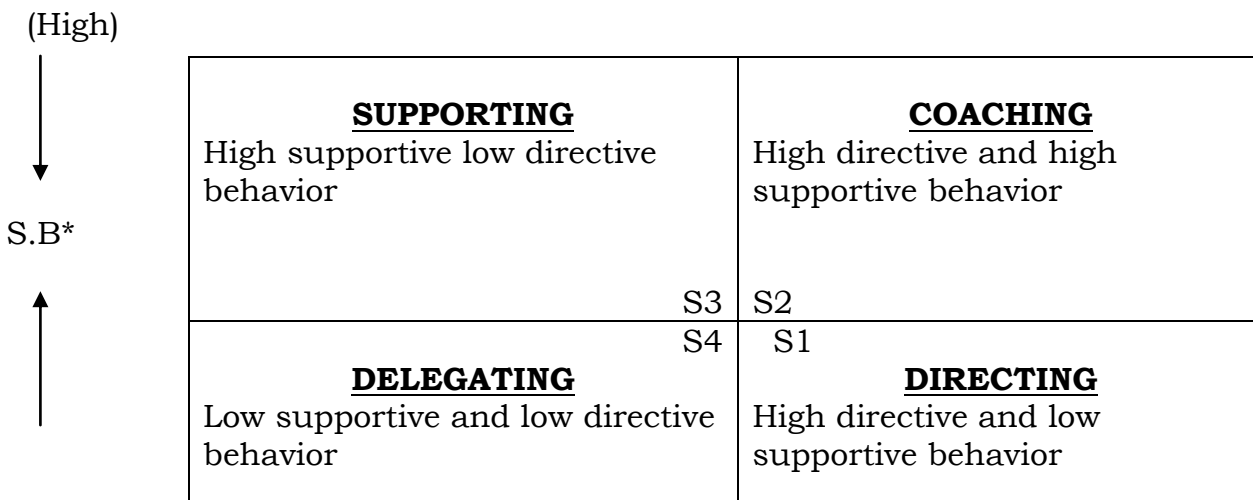 (High)
SUPPORTING
High supportive low directive
behavior
S3
COACHING
High directive and high
supportive behavior
S2
S.B*
S4
DELEGATING
Low supportive and low directive
behavior
S1
DIRECTING
High directive and low
supportive behavior